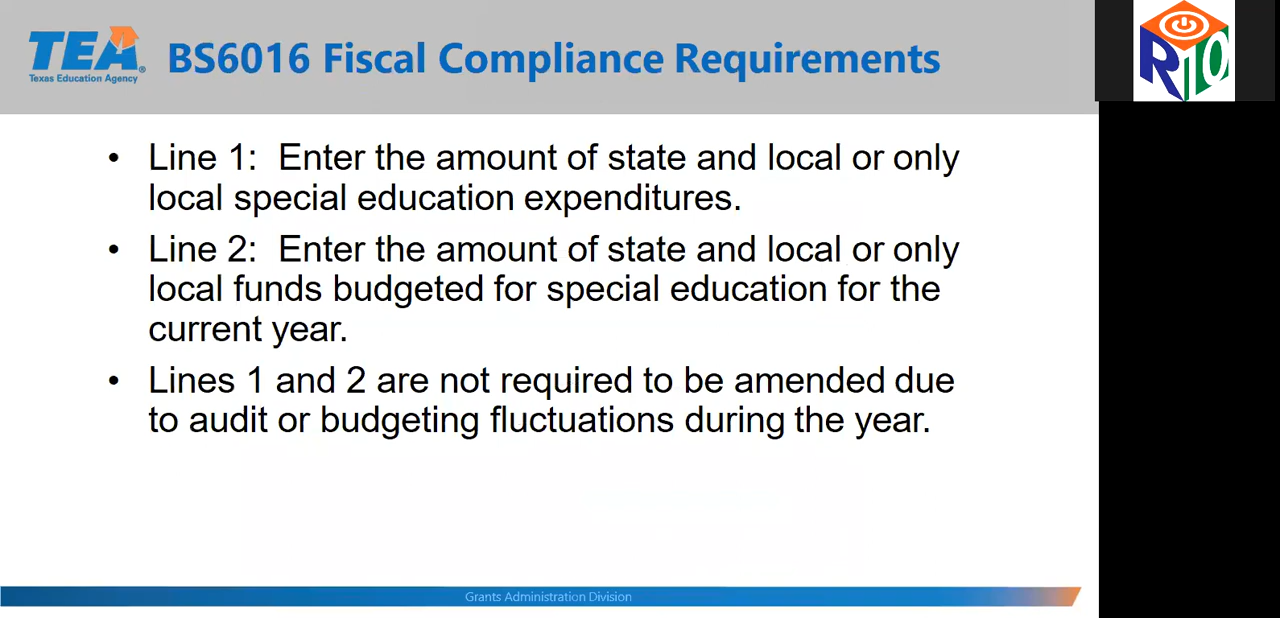 TEA
Texas Education Agency
BS6016 Fiscal Compliance Requirements
R10
• Line 1:  Enter the amount of state and local or only
local special education expenditures.
• Line 2:  Enter the amount of state and local or only
local funds budgeted for special education for the
current year.
• Lines 1 and 2 are not required to be amended due
to audit or budgeting fluctuations during the year.
Grants Administration Division